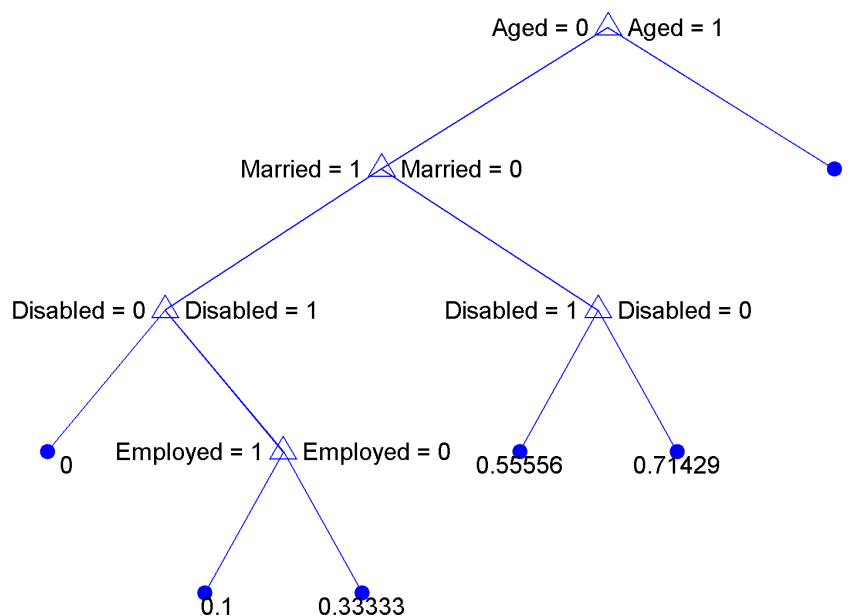 Aged = 0 Aged = 1
Married = 1 Married = 0
Disabled = 0 Disabled = 1 Disabled = 1 Disabled = 0
0 Employed = 1 Employed = 0 0.55556 0.71429
0.1 0.33333